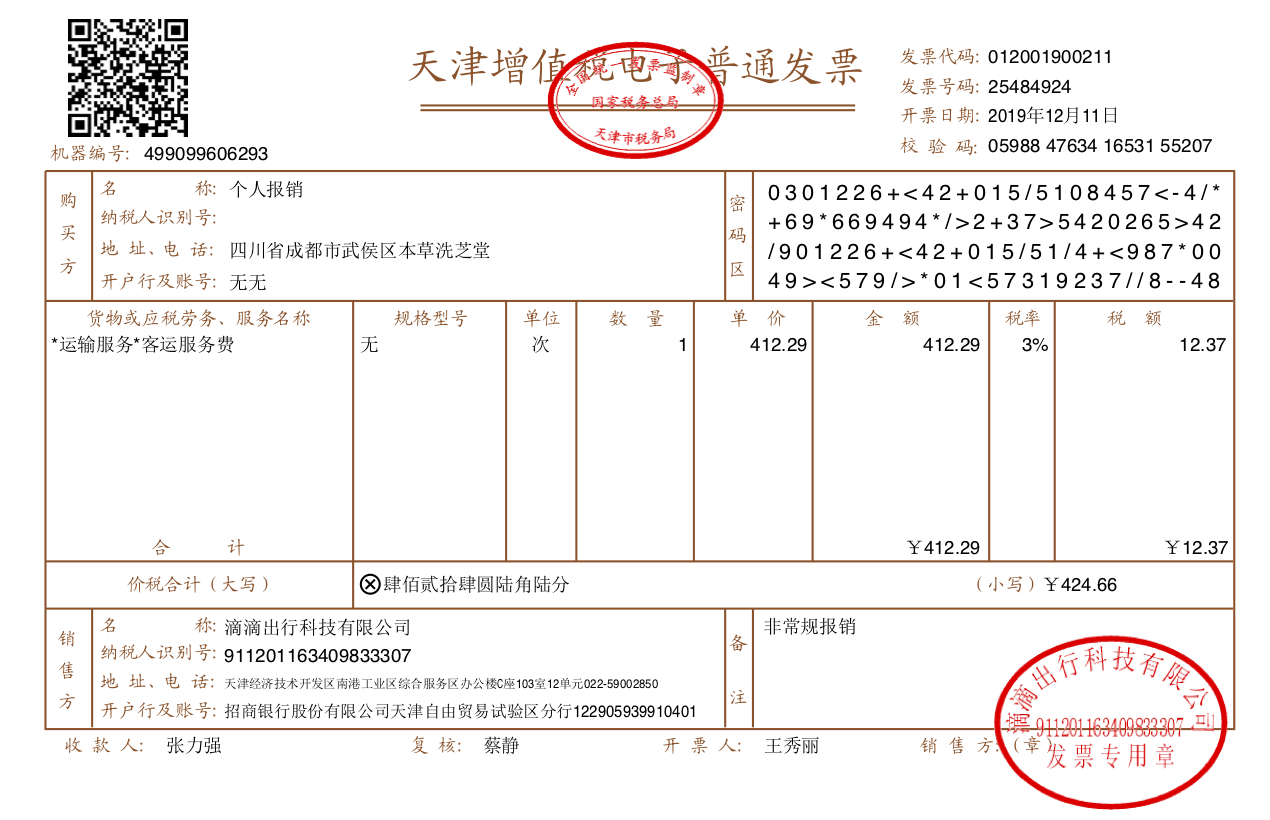 天津增值税电子普通发票
全国统一发票监制章
国家税务总局
天津市税务局
发票代码: 012001900211
发票号码: 25484924
开票日期: 2019年12月11日
校 验 码: 05988 47634 16531 55207
机器编号: 499099606293
购买方
名 称: 个人报销
纳税人识别号:
地 址、电 话: 四川省成都市武侯区本草洗芝堂
开户行及账号: 无无
密码区
0301226+<42+015/5108457<-4/*
+69*669494*/>2+37>5420265>42
/901226+<42+015/51/4+<987*00
49><579/>*01<57319237//8--48
货物或应税劳务、服务名称 规格型号 单位 数 量 单 价 金 额 税率 税 额
*运输服务*客运服务费 无 次 1 412.29 412.29 3% 12.37
合 计 ￥412.29 ￥12.37
价税合计（大写） ⊗肆佰贰拾肆圆陆角陆分 （小写）￥424.66
销售方
名 称: 滴滴出行科技有限公司
纳税人识别号: 911201163409833307
地 址、电 话: 天津经济技术开发区南港工业区综合服务区办公楼C座103室12单元022-59002850
开户行及账号: 招商银行股份有限公司天津自由贸易试验区分行122905939910401
备注
非常规报销
滴滴出行科技有限公司
911201163409833307
发票专用章
收 款 人: 张力强 复 核: 蔡静 开 票 人: 王秀丽 销 售 方:（章）